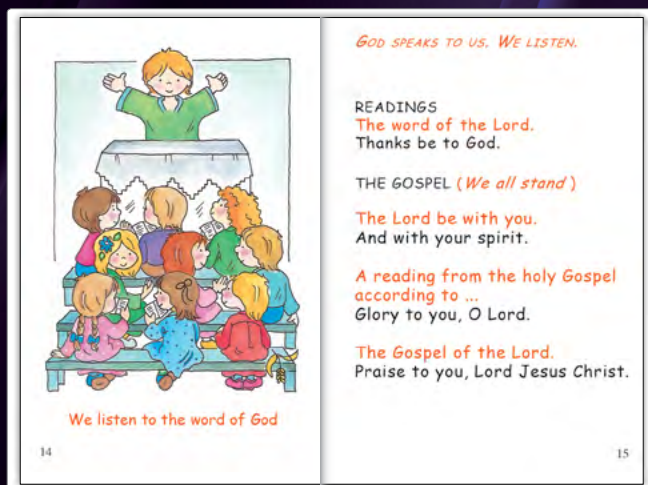 We listen to the word of God
14
GOD SPEAKS TO US. WE LISTEN.
READINGS
The word of the Lord.
Thanks be to God.
THE GOSPEL (We all stand)
The Lord be with you.
And with your spirit.
A reading from the holy Gospel
according to ...
Glory to you, O Lord.
The Gospel of the Lord.
Praise to you, Lord Jesus Christ.
15